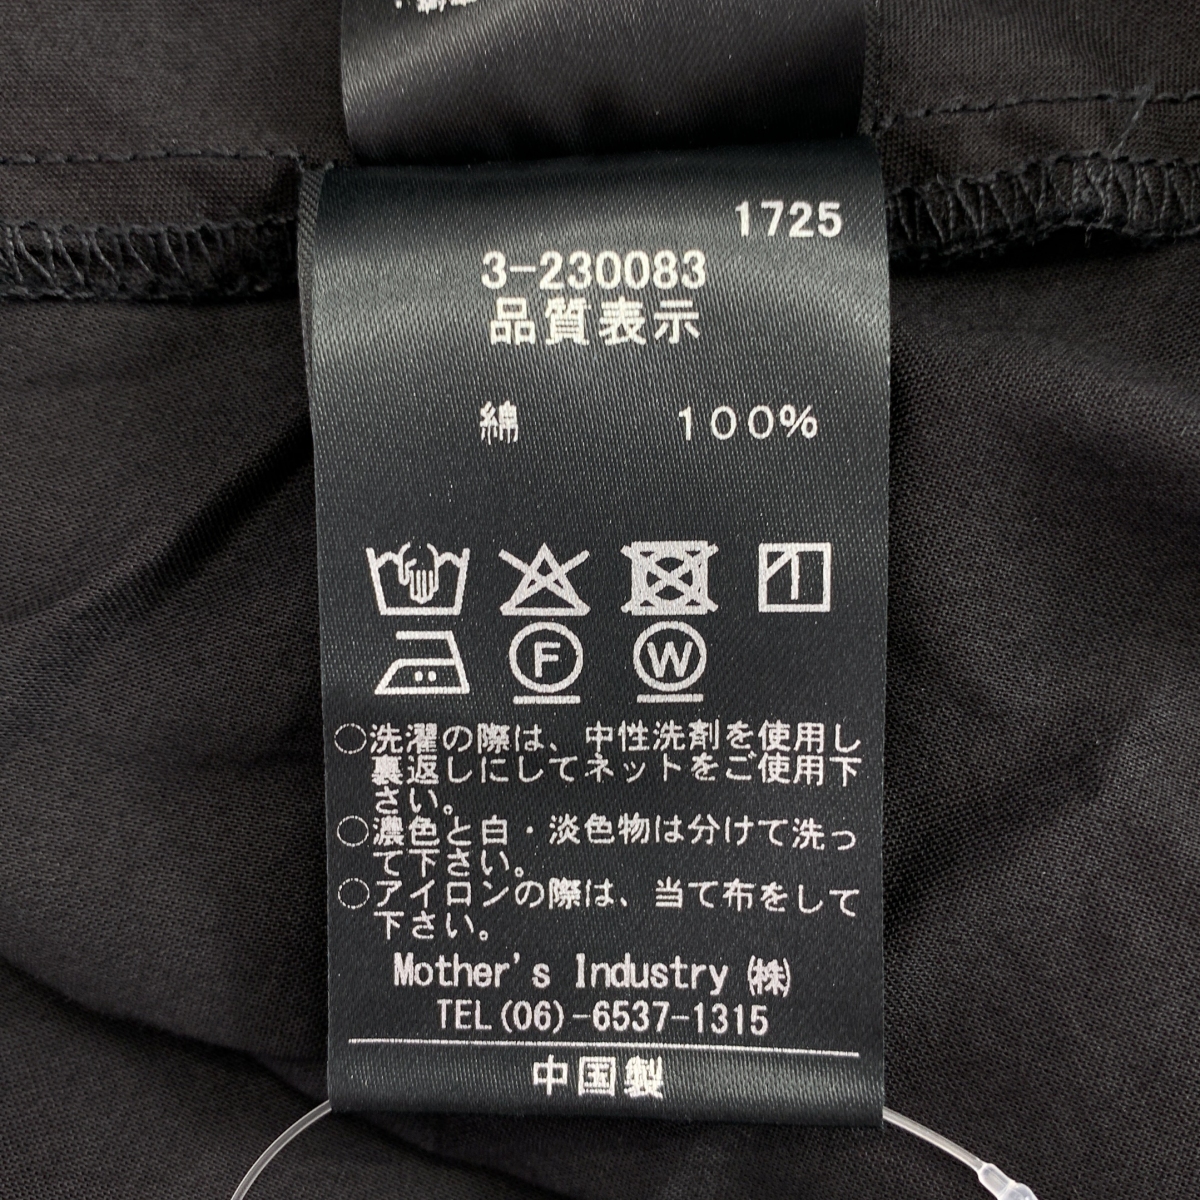 1725
3-230083
品質表示
綿 100%
F W
○洗濯の際は、中性洗剤を使用し
裏返しにしてネットをご使用下
さい。
○濃色と白・淡色物は分けて洗っ
て下さい。
○アイロンの際は、当て布をして
下さい。
Mother's Industry ㈱
TEL(06)-6537-1315
中国製